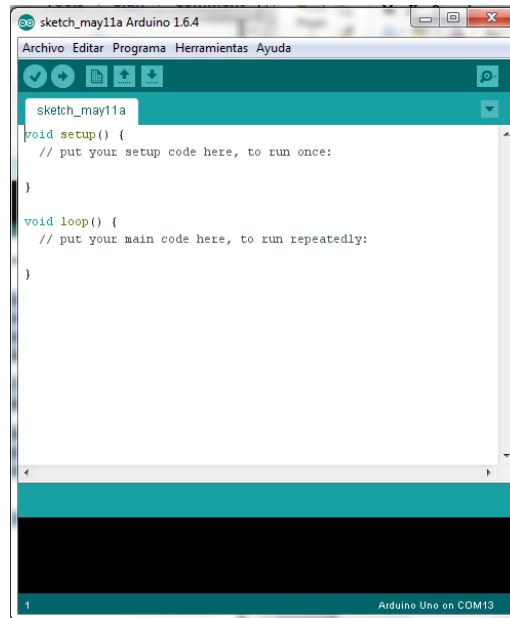 sketch_may11a Arduino 1.6.4
Archivo Editar Programa Herramientas Ayuda
sketch_may11a
void setup() {
  // put your setup code here, to run once:
}
void loop() {
  // put your main code here, to run repeatedly:
}
1 Arduino Uno on COM13